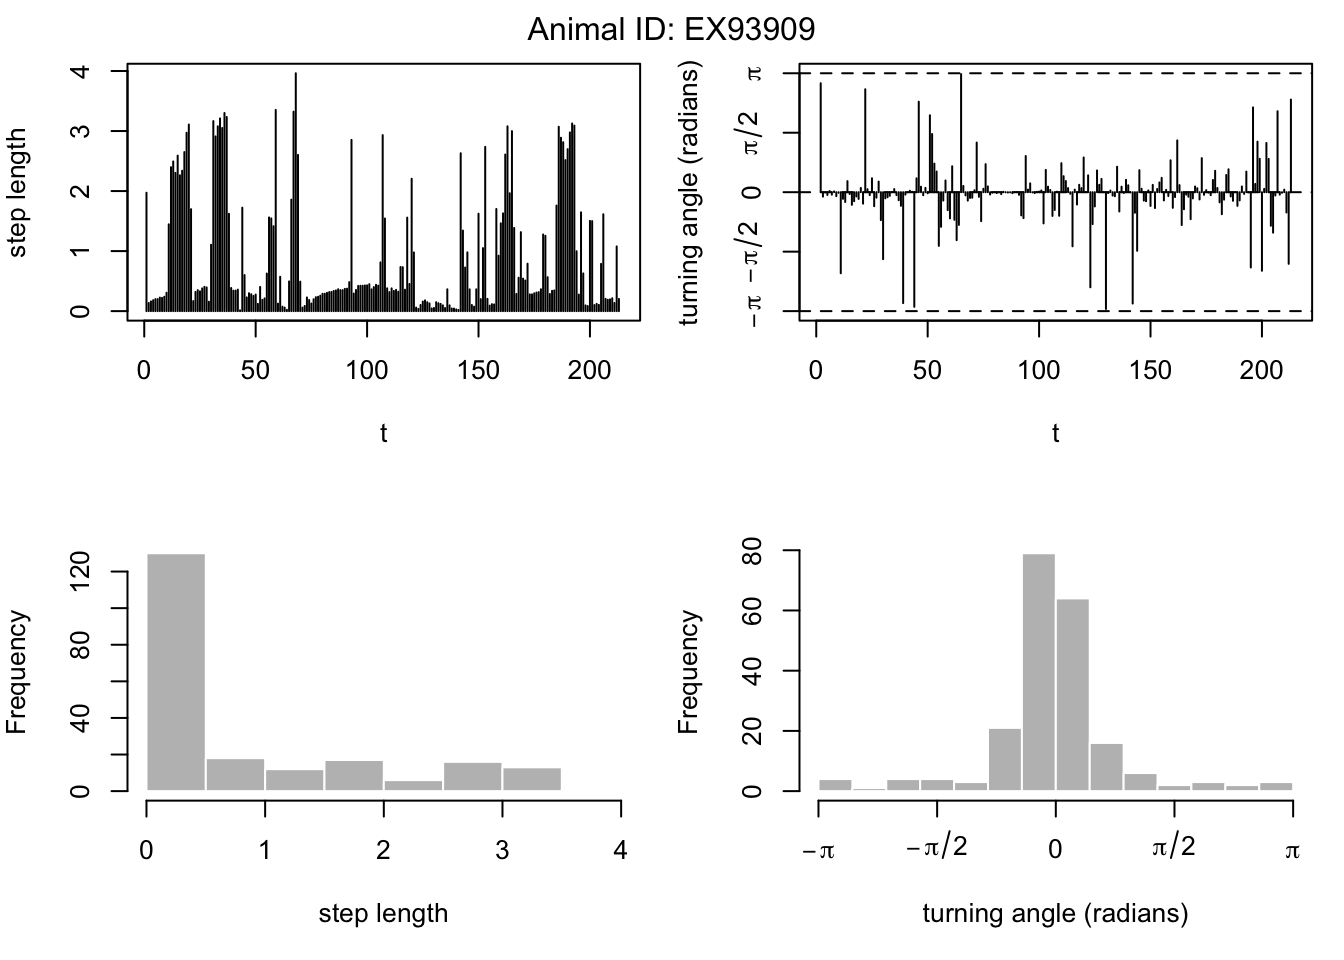 Animal ID: EX93909
step length
4
3
2
1
0
0 50 100 150 200
t
turning angle (radians)
π
π/2
0
−π/2
−π
0 50 100 150 200
t
Frequency
120
80
40
0
0 1 2 3 4
step length
Frequency
80
60
40
20
0
−π −π/2 0 π/2 π
turning angle (radians)